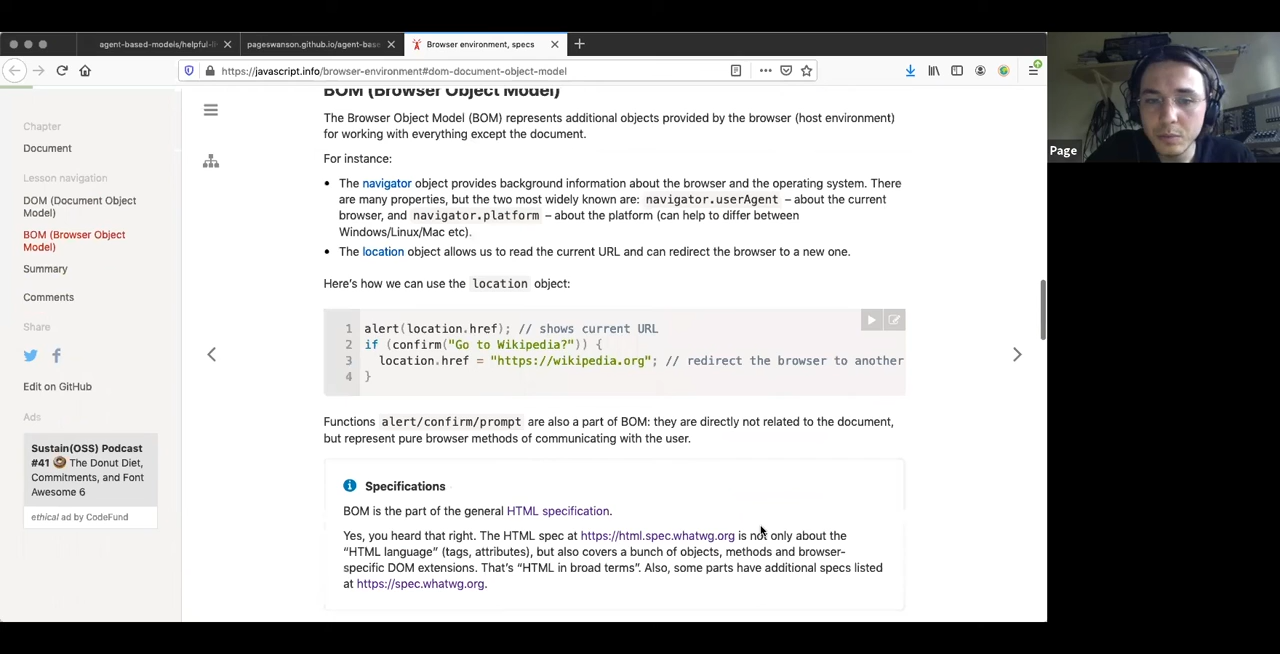 agent-based-models/helpful-li
pageswanson.github.io/agent-base
Browser environment, specs
https://javascript.info/browser-environment#dom-document-object-model
Page
Chapter
Document
Lesson navigation
DOM (Document Object
Model)
BOM (Browser Object
Model)
Summary
Comments
Share
Edit on GitHub
Ads
Sustain(OSS) Podcast
#41 🍩 The Donut Diet,
Commitments, and Font
Awesome 6
ethical ad by CodeFund
BOM (Browser Object Model)
The Browser Object Model (BOM) represents additional objects provided by the browser (host environment)
for working with everything except the document.
For instance:
• The navigator object provides background information about the browser and the operating system. There
are many properties, but the two most widely known are: navigator.userAgent – about the current
browser, and navigator.platform – about the platform (can help to differ between
Windows/Linux/Mac etc).
• The location object allows us to read the current URL and can redirect the browser to a new one.
Here's how we can use the location object:
1 alert(location.href); // shows current URL
2 if (confirm("Go to Wikipedia?")) {
3 location.href = "https://wikipedia.org"; // redirect the browser to another
4 }
Functions alert/confirm/prompt are also a part of BOM: they are directly not related to the document,
but represent pure browser methods of communicating with the user.
Specifications
BOM is the part of the general HTML specification.
Yes, you heard that right. The HTML spec at https://html.spec.whatwg.org is not only about the
“HTML language” (tags, attributes), but also covers a bunch of objects, methods and browser-
specific DOM extensions. That's “HTML in broad terms”. Also, some parts have additional specs listed
at https://spec.whatwg.org.